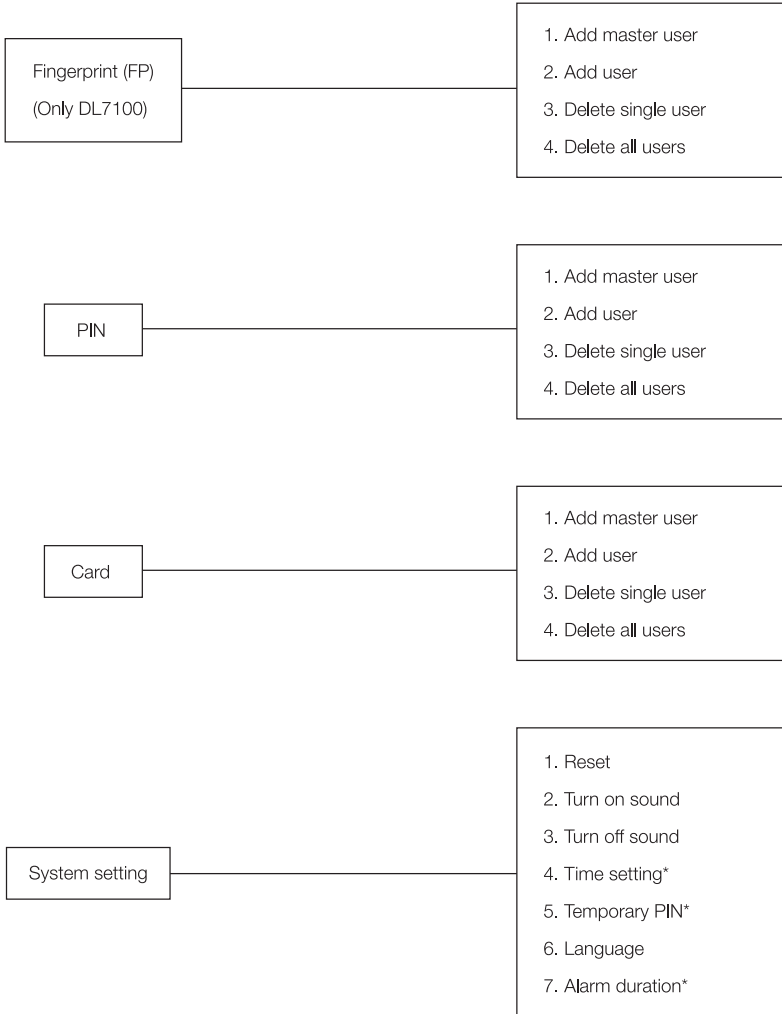 Fingerprint (FP)
(Only DL7100)
1. Add master user
2. Add user
3. Delete single user
4. Delete all users
PIN
1. Add master user
2. Add user
3. Delete single user
4. Delete all users
Card
1. Add master user
2. Add user
3. Delete single user
4. Delete all users
System setting
1. Reset
2. Turn on sound
3. Turn off sound
4. Time setting*
5. Temporary PIN*
6. Language
7. Alarm duration*